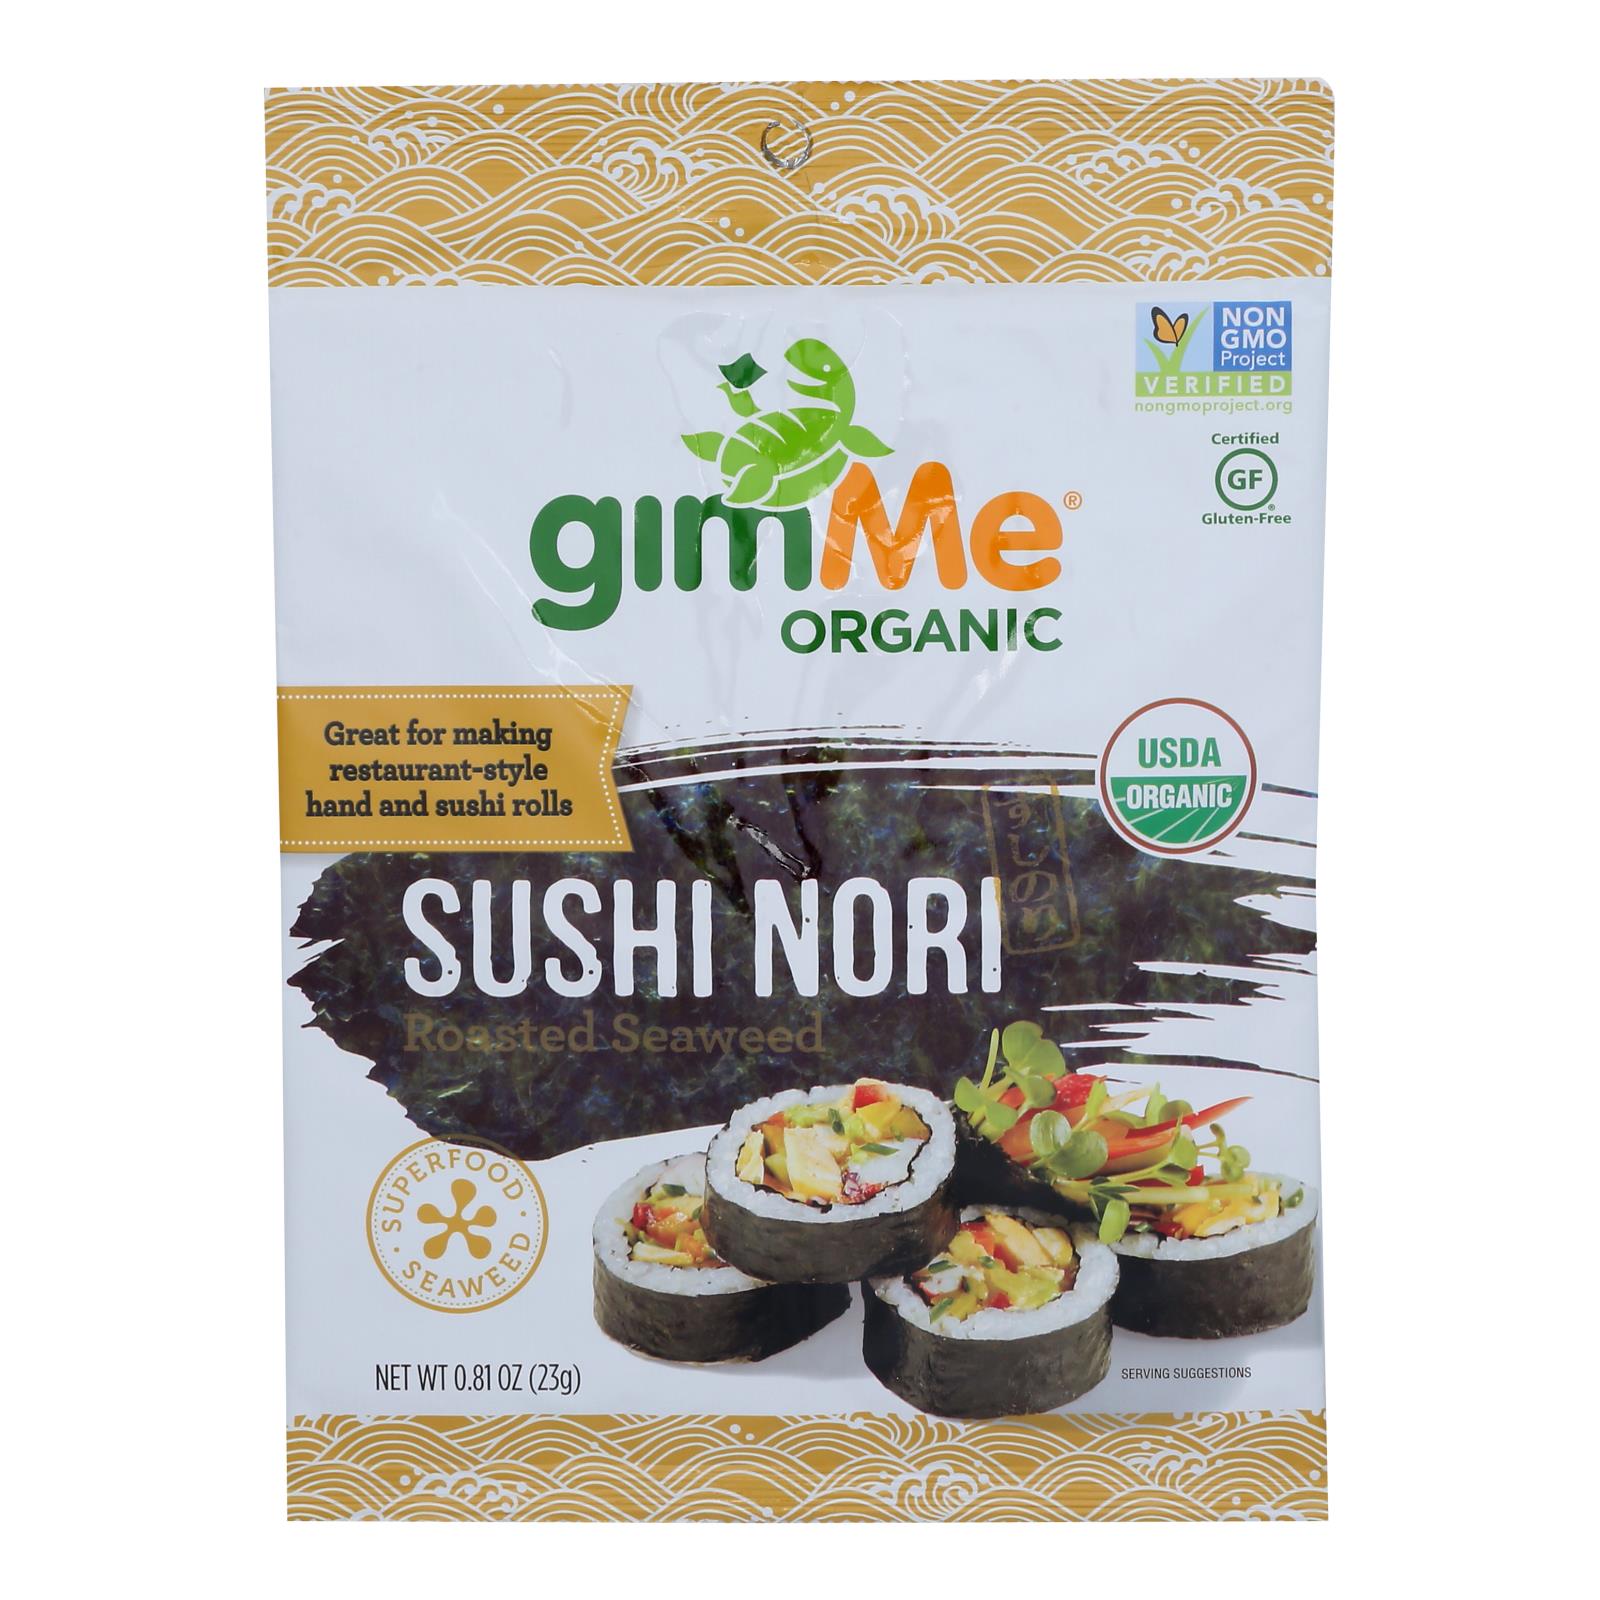 NON
GMO
Project
VERIFIED
nongmoproject.org
Certified
GF
Gluten-Free
gimMe®
ORGANIC
Great for making
restaurant-style
hand and sushi rolls
USDA
ORGANIC
すしのり
SUSHI NORI
Roasted Seaweed
SUPERFOOD
SEAWEED
NET WT 0.81 OZ (23g)
SERVING SUGGESTIONS